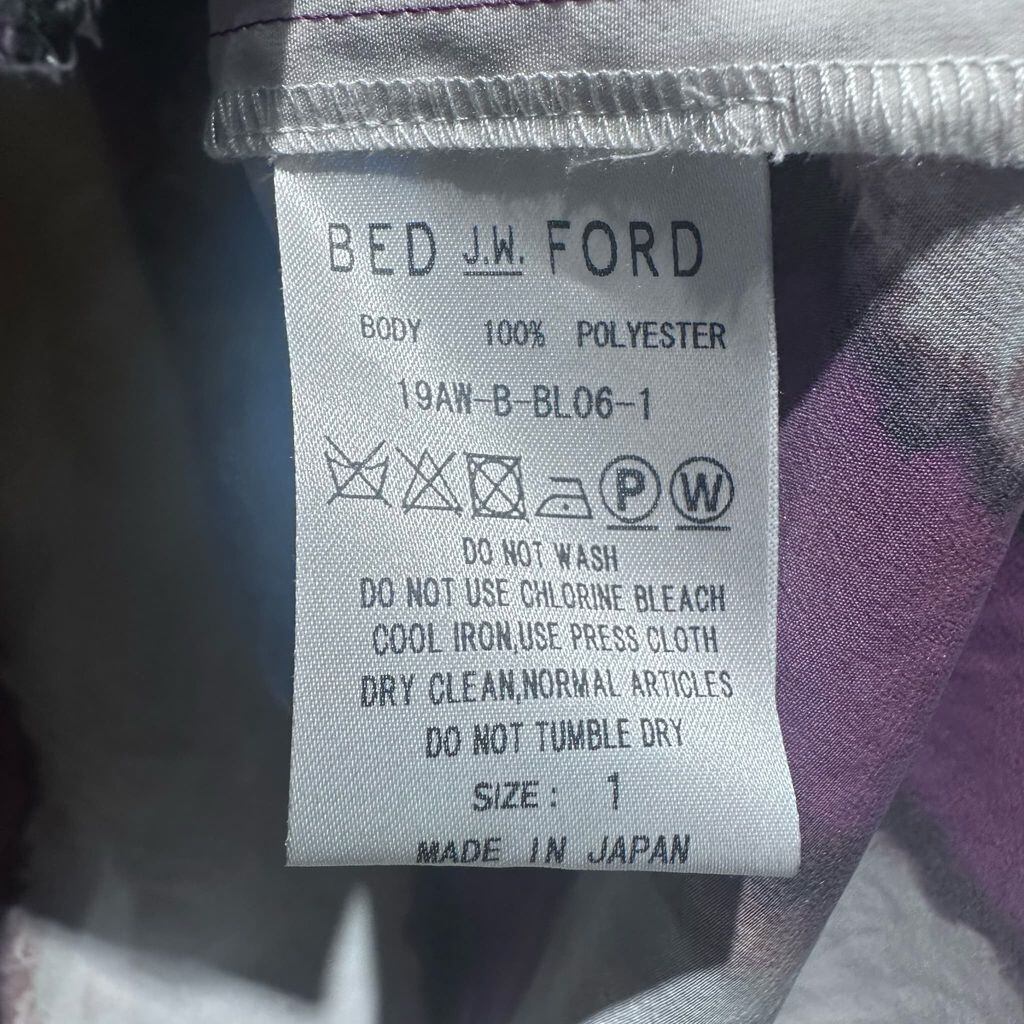 BED J.W. FORD
BODY 100% POLYESTER
19AW-B-BL06-1
P W
DO NOT WASH
DO NOT USE CHLORINE BLEACH
COOL IRON,USE PRESS CLOTH
DRY CLEAN,NORMAL ARTICLES
DO NOT TUMBLE DRY
SIZE: 1
MADE IN JAPAN